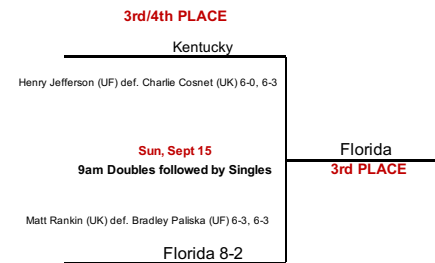 3rd/4th PLACE
Kentucky
Henry Jefferson (UF) def. Charlie Cosnet (UK) 6-0, 6-3
Sun, Sept 15
Florida
9am Doubles followed by Singles
3rd PLACE
Matt Rankin (UK) def. Bradley Paliska (UF) 6-3, 6-3
Florida 8-2